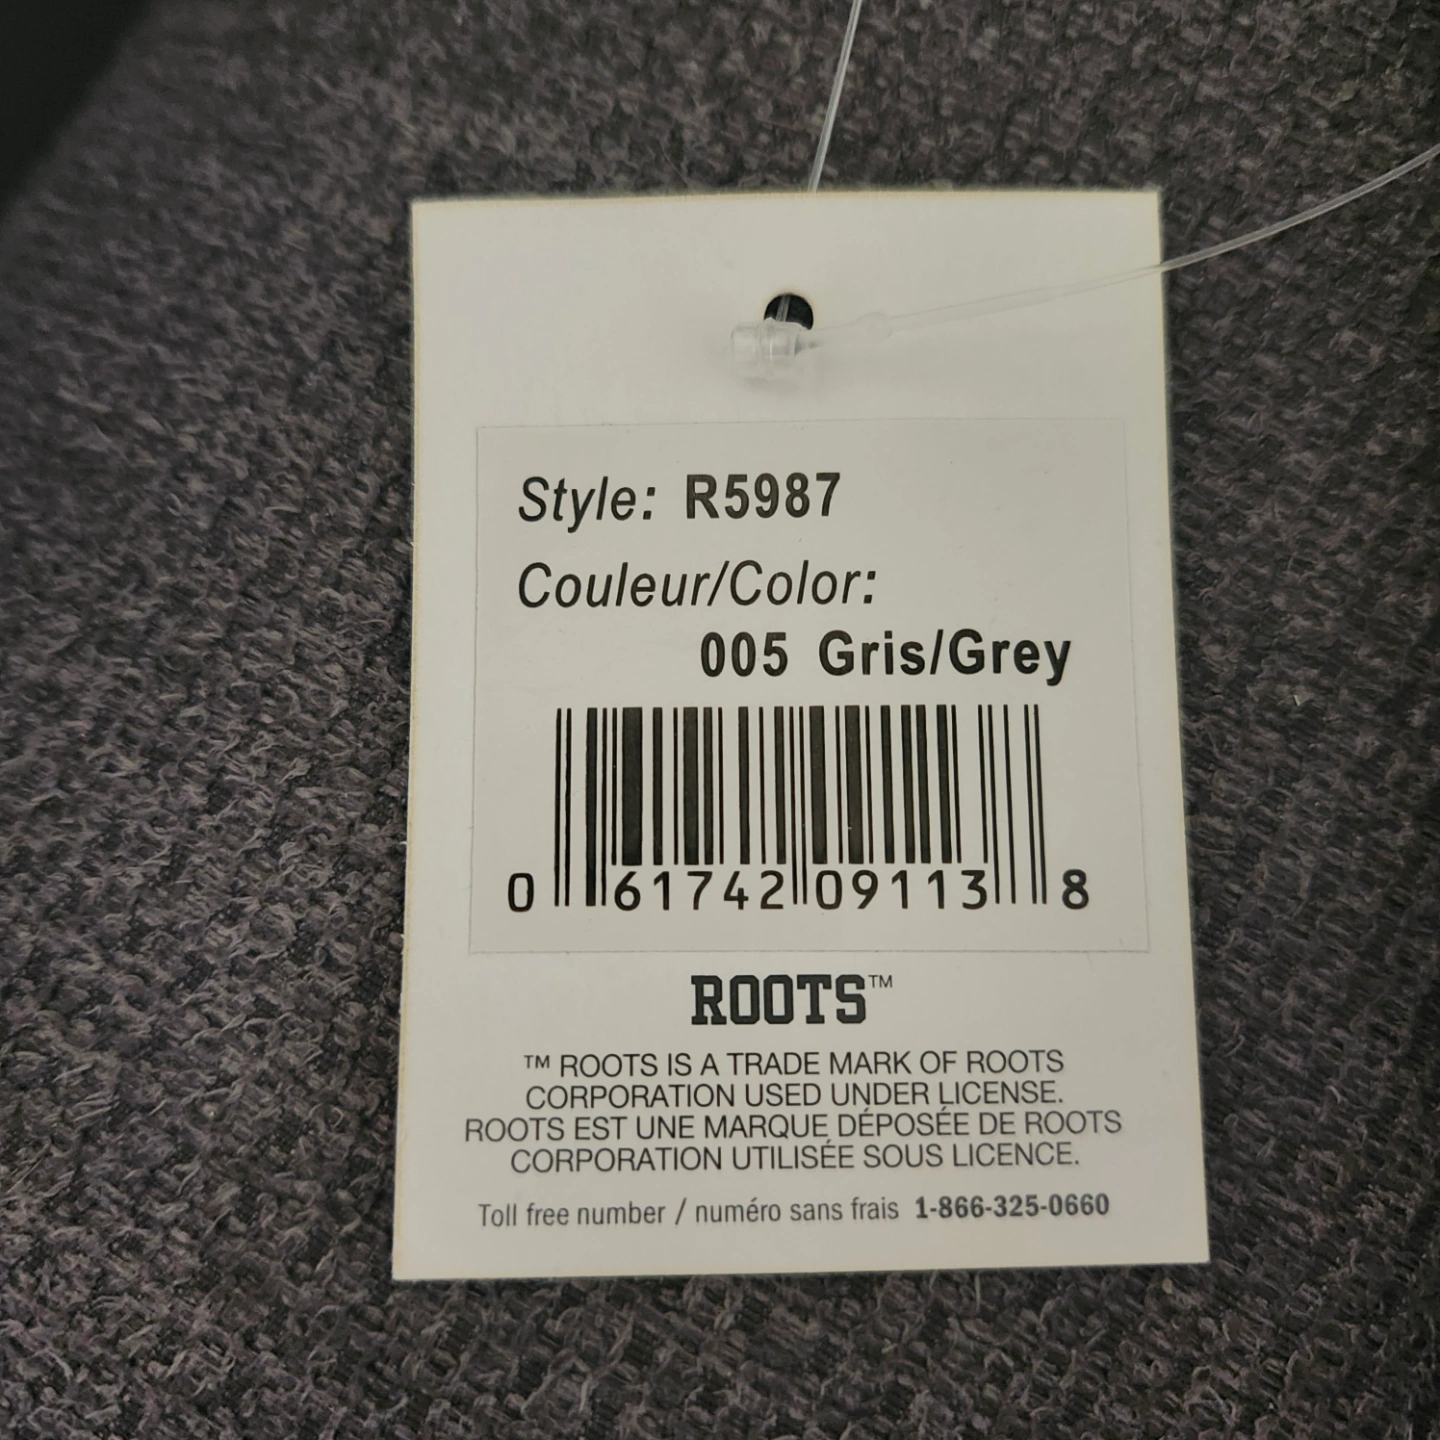 Style: R5987
Couleur/Color:
005 Gris/Grey
0 61742 09113 8
ROOTS™
™ ROOTS IS A TRADE MARK OF ROOTS
CORPORATION USED UNDER LICENSE.
ROOTS EST UNE MARQUE DÉPOSÉE DE ROOTS
CORPORATION UTILISÉE SOUS LICENCE.
Toll free number / numéro sans frais 1-866-325-0660